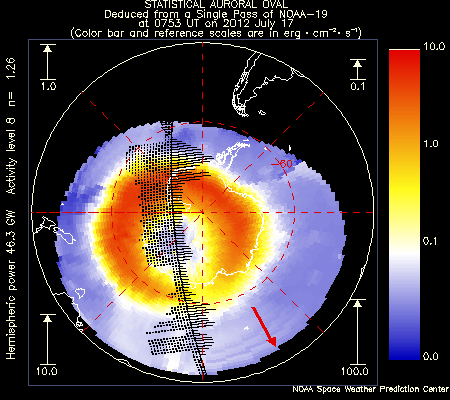 STATISTICAL AURORAL OVAL
Deduced from a Single Pass of NOAA-19
at 0753 UT on 2012 July 17
(Color bar and reference scales are in erg·cm⁻²·s⁻¹)
Hemispheric power 46.3 GW Activity level 8 n= 1.26
1.0
0.1
-60
10.0
100.0
10.0
1.0
0.1
0.0
NOAA Space Weather Prediction Center